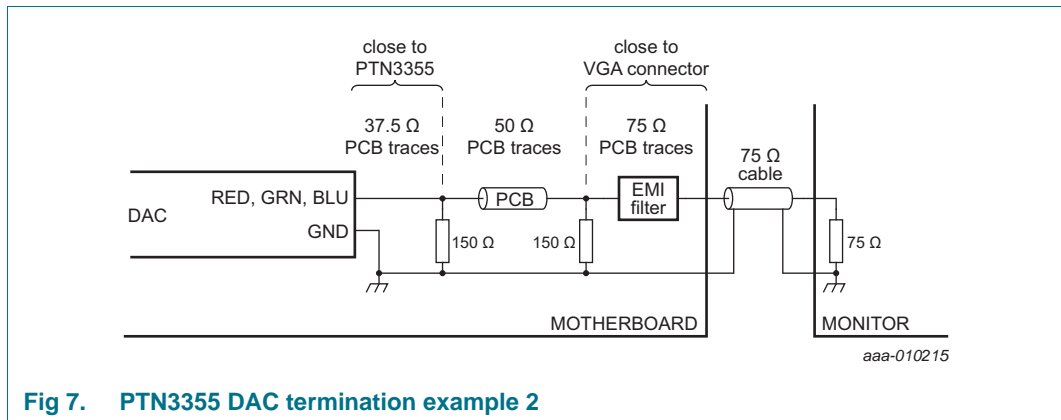 close to
PTN3355
close to
VGA connector
37.5 Ω
PCB traces
50 Ω
PCB traces
75 Ω
PCB traces
75 Ω
cable
DAC
RED, GRN, BLU
GND
PCB
EMI
filter
150 Ω
150 Ω
75 Ω
MOTHERBOARD
MONITOR
aaa-010215
Fig 7. PTN3355 DAC termination example 2